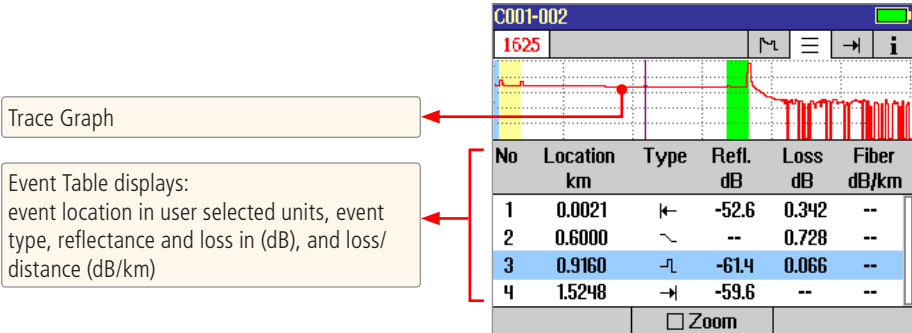 C001-002
1625
i
Trace Graph
Event Table displays:
event location in user selected units, event
type, reflectance and loss in (dB), and loss/
distance (dB/km)
No Location Type Refl. Loss Fiber
km dB dB dB/km
1 0.0021 -52.6 0.342 --
2 0.6000 -- 0.728 --
3 0.9160 -61.4 0.066 --
4 1.5248 -59.6 -- --
Zoom